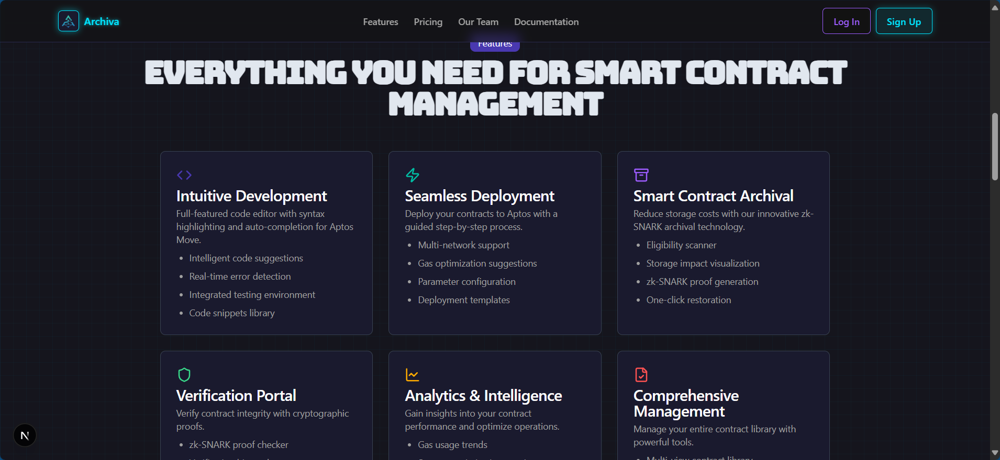 Archiva
Features
Pricing
Our Team
Documentation
Log In
Sign Up
Features
EVERYTHING YOU NEED FOR SMART CONTRACT
MANAGEMENT
Intuitive Development
Full-featured code editor with syntax
highlighting and auto-completion for Aptos
Move.
• Intelligent code suggestions
• Real-time error detection
• Integrated testing environment
• Code snippets library
Seamless Deployment
Deploy your contracts to Aptos with a
guided step-by-step process.
• Multi-network support
• Gas optimization suggestions
• Parameter configuration
• Deployment templates
Smart Contract Archival
Reduce storage costs with our innovative zk-
SNARK archival technology.
• Eligibility scanner
• Storage impact visualization
• zk-SNARK proof generation
• One-click restoration
Verification Portal
Verify contract integrity with cryptographic
proofs.
• zk-SNARK proof checker
Analytics & Intelligence
Gain insights into your contract
performance and optimize operations.
• Gas usage trends
Comprehensive
Management
Manage your entire contract library with
powerful tools.
• Multi-view contract library
N